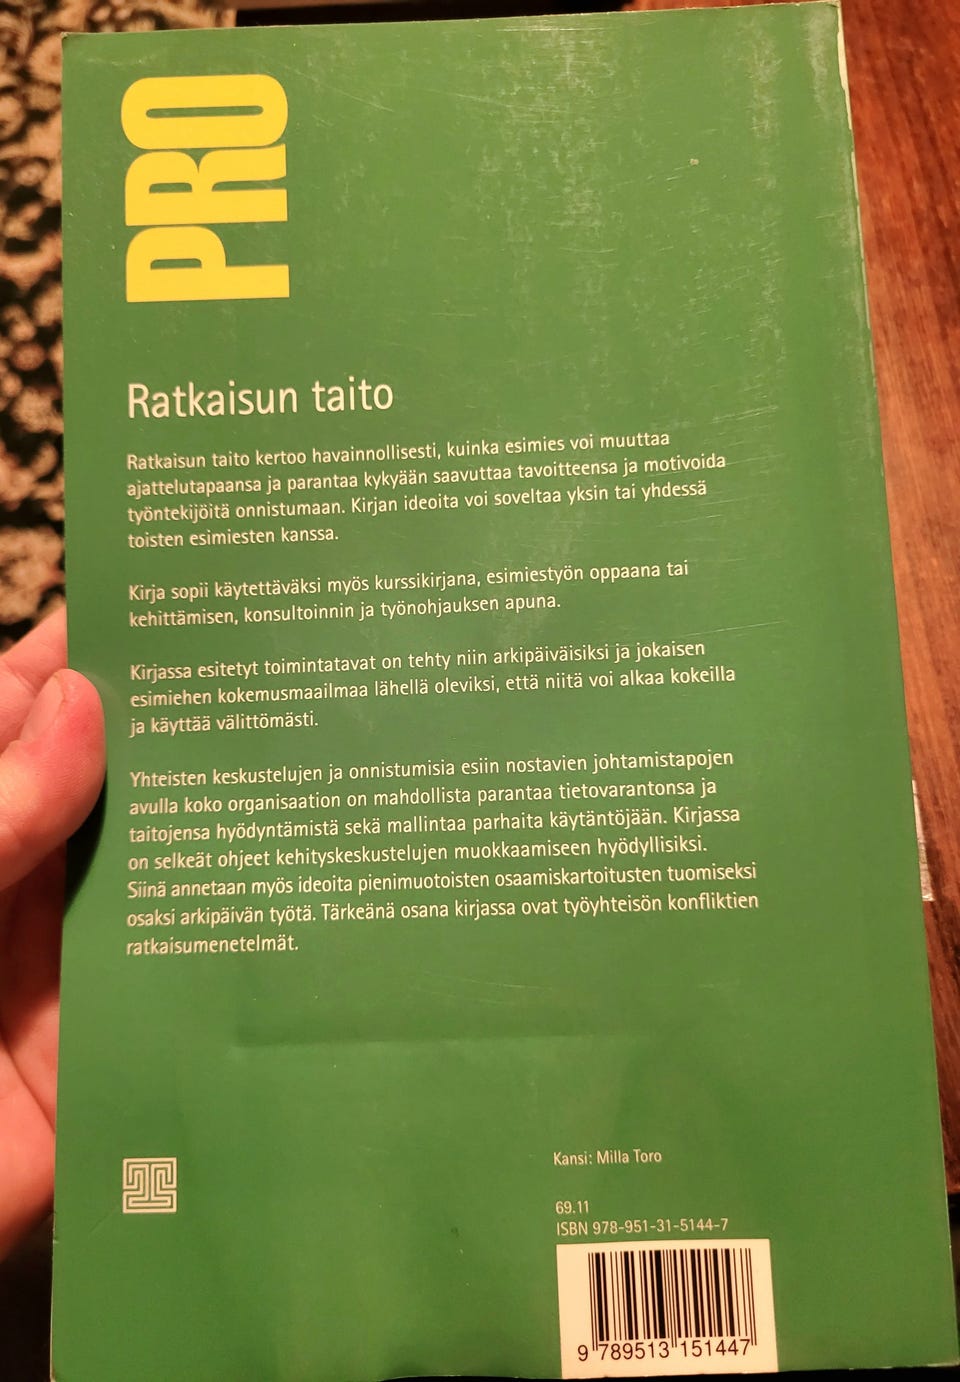 PRO
Ratkaisun taito
Ratkaisun taito kertoo havainnollisesti, kuinka esimies voi muuttaa
ajattelutapaansa ja parantaa kykyään saavuttaa tavoitteensa ja motivoida
työntekijöitä onnistumaan. Kirjan ideoita voi soveltaa yksin tai yhdessä
toisten esimiesten kanssa.
Kirja sopii käytettäväksi myös kurssikirjana, esimiestyön oppaana tai
kehittämisen, konsultoinnin ja työnohjauksen apuna.
Kirjassa esitetyt toimintatavat on tehty niin arkipäiväisiksi ja jokaisen
esimiehen kokemusmaailmaa lähellä oleviksi, että niitä voi alkaa kokeilla
ja käyttää välittömästi.
Yhteisten keskustelujen ja onnistumisia esiin nostavien johtamistapojen
avulla koko organisaation on mahdollista parantaa tietovarantonsa ja
taitojensa hyödyntämistä sekä mallintaa parhaita käytäntöjään. Kirjassa
on selkeät ohjeet kehityskeskustelujen muokkaamiseen hyödyllisiksi.
Siinä annetaan myös ideoita pienimuotoisten osaamiskartoitusten tuomiseksi
osaksi arkipäivän työtä. Tärkeänä osana kirjassa ovat työyhteisön konfliktien
ratkaisumenetelmät.
Kansi: Milla Toro
69.11
ISBN 978-951-31-5144-7
9 789513 151447